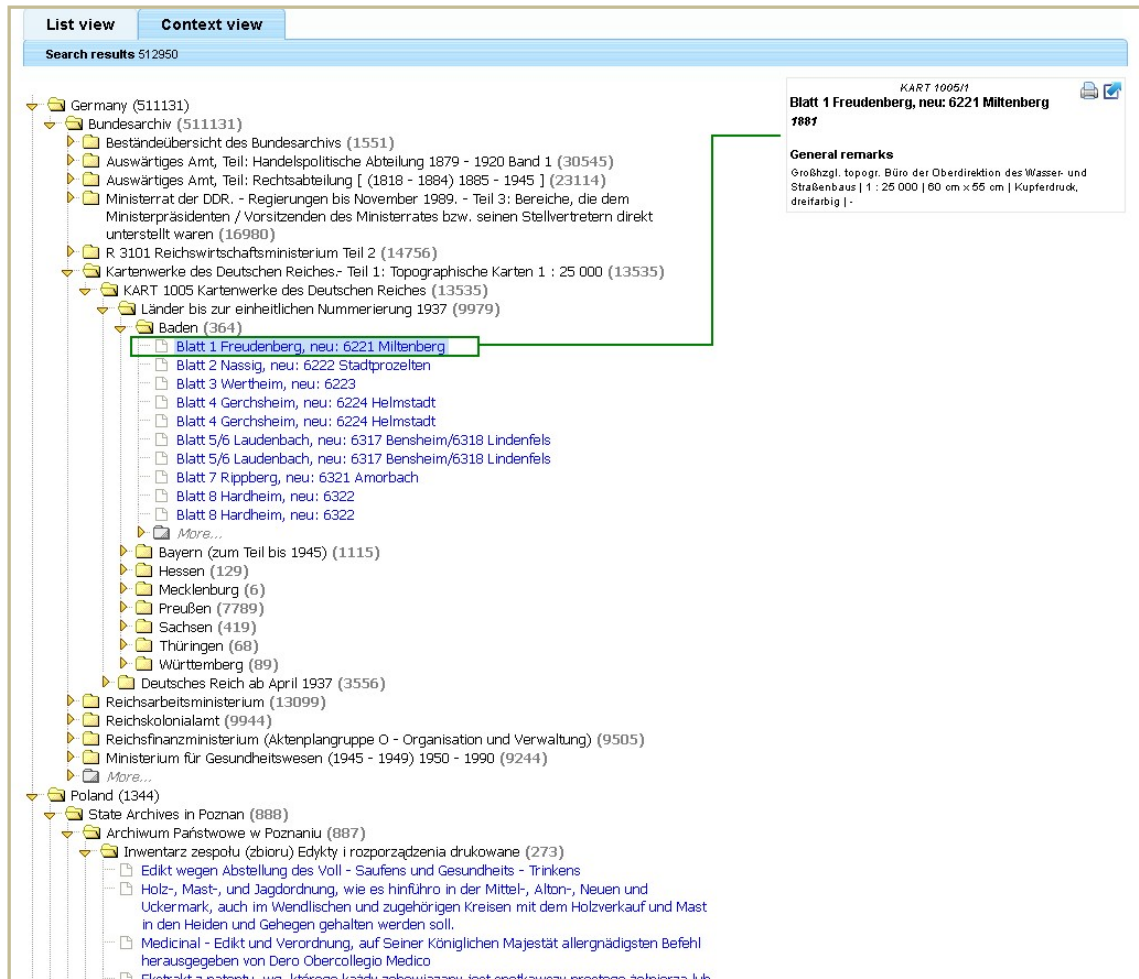 List view Context view
Search results 512950
KART 1005/1
Blatt 1 Freudenberg, neu: 6221 Miltenberg
1881
General remarks
Großhzgl. topogr. Büro der Oberdirektion des Wasser- und
Straßenbaus | 1 : 25 000 | 60 cm x 55 cm | Kupferdruck,
dreifarbig | -
Germany (511131)
Bundesarchiv (511131)
Beständeübersicht des Bundesarchivs (1551)
Auswärtiges Amt, Teil: Handelspolitische Abteilung 1879 - 1920 Band 1 (30545)
Auswärtiges Amt, Teil: Rechtsabteilung [ (1818 - 1884) 1885 - 1945 ] (23114)
Ministerrat der DDR. - Regierungen bis November 1989. - Teil 3: Bereiche, die dem
Ministerpräsidenten / Vorsitzenden des Ministerrates bzw. seinen Stellvertretern direkt
unterstellt waren (16980)
R 3101 Reichswirtschaftsministerium Teil 2 (14756)
Kartenwerke des Deutschen Reiches.- Teil 1: Topographische Karten 1 : 25 000 (13535)
KART 1005 Kartenwerke des Deutschen Reiches (13535)
Länder bis zur einheitlichen Nummerierung 1937 (9979)
Baden (364)
Blatt 1 Freudenberg, neu: 6221 Miltenberg
Blatt 2 Nassig, neu: 6222 Stadtprozelten
Blatt 3 Wertheim, neu: 6223
Blatt 4 Gerchsheim, neu: 6224 Helmstadt
Blatt 4 Gerchsheim, neu: 6224 Helmstadt
Blatt 5/6 Laudenbach, neu: 6317 Bensheim/6318 Lindenfels
Blatt 5/6 Laudenbach, neu: 6317 Bensheim/6318 Lindenfels
Blatt 7 Rippberg, neu: 6321 Amorbach
Blatt 8 Hardheim, neu: 6322
Blatt 8 Hardheim, neu: 6322
More...
Bayern (zum Teil bis 1945) (1115)
Hessen (129)
Mecklenburg (6)
Preußen (7789)
Sachsen (419)
Thüringen (68)
Württemberg (89)
Deutsches Reich ab April 1937 (3556)
Reichsarbeitsministerium (13099)
Reichskolonialamt (9944)
Reichsfinanzministerium (Aktenplangruppe O - Organisation und Verwaltung) (9505)
Ministerium für Gesundheitswesen (1945 - 1949) 1950 - 1990 (9244)
More...
Poland (1344)
State Archives in Poznan (888)
Archiwum Państwowe w Poznaniu (887)
Inwentarz zespołu (zbioru) Edykty i rozporządzenia drukowane (273)
Edikt wegen Abstellung des Voll - Saufens und Gesundheits - Trinkens
Holz-, Mast-, und Jagdordnung, wie es hinführo in der Mittel-, Alton-, Neuen und
Uckermark, auch im Wendlischen und zugehörigen Kreisen mit dem Holzverkauf und Mast
in den Heiden und Gehegen gehalten werden soll.
Medicinal - Edikt und Verordnung, auf Seiner Königlichen Majestät allergnädigsten Befehl
herausgegeben von Dero Obercollegio Medico